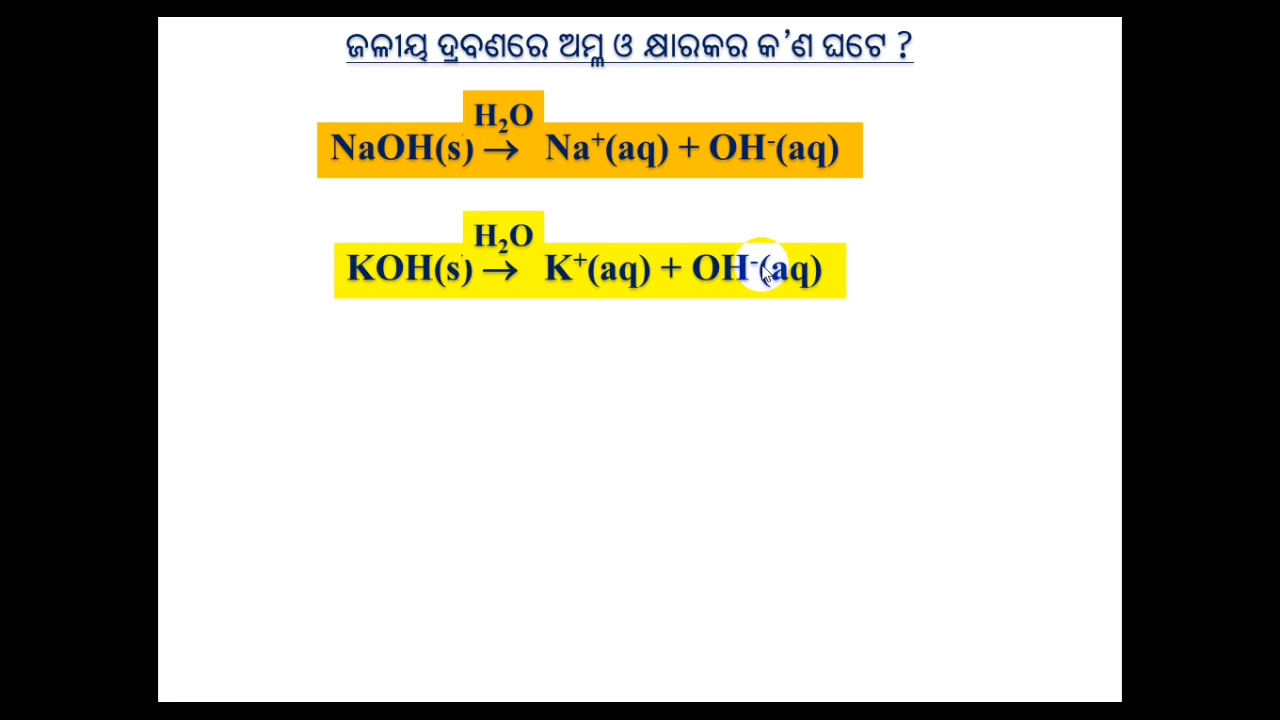 ଜଳୀୟ ଦ୍ରବଣରେ ଅମ୍ଳ ଓ କ୍ଷାରକର କ'ଣ ଘଟେ ?
H₂O
NaOH(s) → Na⁺(aq) + OH⁻(aq)
H₂O
KOH(s) → K⁺(aq) + OH⁻(aq)